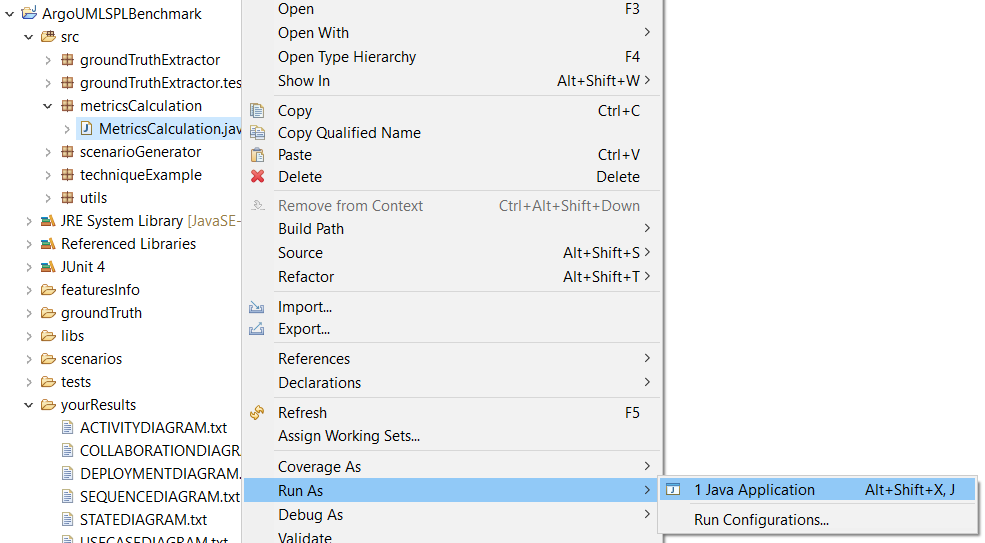 ArgoUMLSPLBenchmark
src
groundTruthExtractor
groundTruthExtractor.tes
metricsCalculation
MetricsCalculation.jav
scenarioGenerator
techniqueExample
utils
JRE System Library [JavaSE-
Referenced Libraries
JUnit 4
featuresInfo
groundTruth
libs
scenarios
tests
yourResults
ACTIVITYDIAGRAM.txt
COLLABORATIONDIAGR
DEPLOYMENTDIAGRAM.
SEQUENCEDIAGRAM.txt
STATEDIAGRAM.txt
USECASEDIAGRAM.txt
Open F3
Open With
Open Type Hierarchy F4
Show In Alt+Shift+W
Copy Ctrl+C
Copy Qualified Name
Paste Ctrl+V
Delete Delete
Remove from Context Ctrl+Alt+Shift+Down
Build Path
Source Alt+Shift+S
Refactor Alt+Shift+T
Import...
Export...
References
Declarations
Refresh F5
Assign Working Sets...
Coverage As
Run As
Debug As
Validate
1 Java Application Alt+Shift+X, J
Run Configurations...